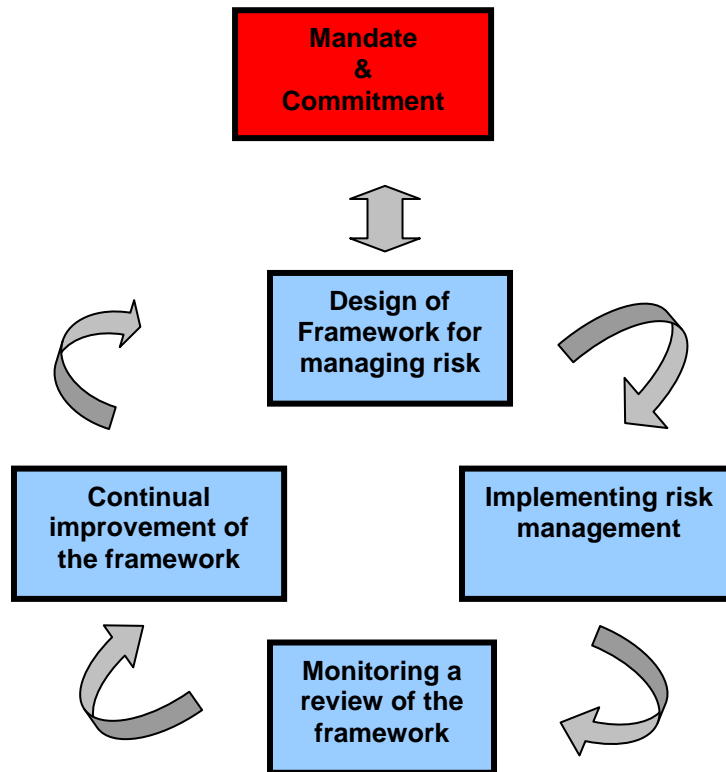 Mandate
&
Commitment
Design of
Framework for
managing risk
Continual
improvement of
the framework
Implementing risk
management
Monitoring a
review of the
framework